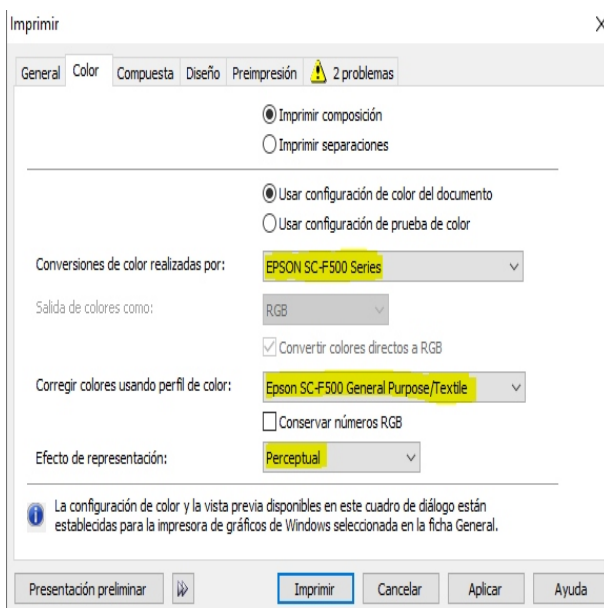 Imprimir
General Color Compuesta Diseño Preimpresión 2 problemas
Imprimir composición
Imprimir separaciones
Usar configuración de color del documento
Usar configuración de prueba de color
Conversiones de color realizadas por: EPSON SC-F500 Series
Salida de colores como: RGB
Convertir colores directos a RGB
Corregir colores usando perfil de color: Epson SC-F500 General Purpose/Textile
Conservar números RGB
Efecto de representación: Perceptual
La configuración de color y la vista previa disponibles en este cuadro de diálogo están
establecidas para la impresora de gráficos de Windows seleccionada en la ficha General.
Presentación preliminar Imprimir Cancelar Aplicar Ayuda